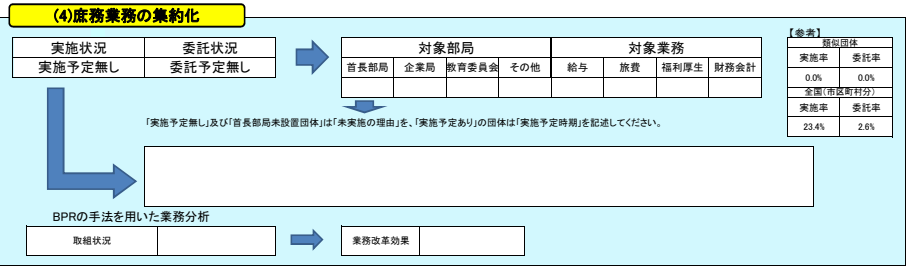 (4)庶務業務の集約化
【参考】
実施状況 委託状況
実施予定無し 委託予定無し
対象部局 対象業務
首長部局 企業局 教育委員会 その他 給与 旅費 福利厚生 財務会計
類似団体
実施率 委託率
0.0% 0.0%
全国(市区町村分)
実施率 委託率
23.4% 2.6%
「実施予定無し」及び「首長部局未設置団体」は「未実施の理由」を、「実施予定あり」の団体は「実施予定時期」を記述してください。
BPRの手法を用いた業務分析
取組状況 業務改革効果